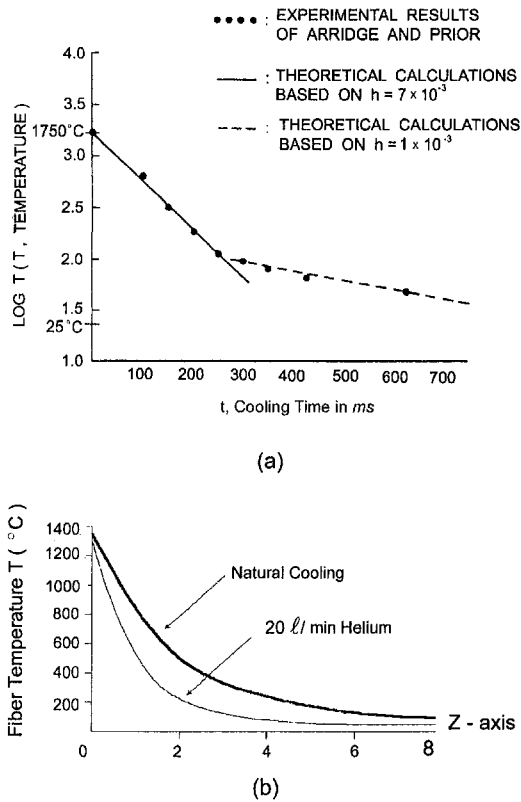 •••• : EXPERIMENTAL RESULTS
OF ARRIDGE AND PRIOR
— : THEORETICAL CALCULATIONS
BASED ON h = 7 x 10⁻³
--- : THEORETICAL CALCULATIONS
BASED ON h = 1 x 10⁻³
LOG T ( T , TEMPERATURE )
4.0
3.5
1750°C
3.0
2.5
2.0
1.5
25°C
1.0
100 200 300 400 500 600 700
t, Cooling Time in ms
(a)
Fiber Temperature T ( °C )
1400
1200
1000
800
600
400
200
Natural Cooling
20 ℓ/ min Helium
0 2 4 6 8
Z - axis
(b)